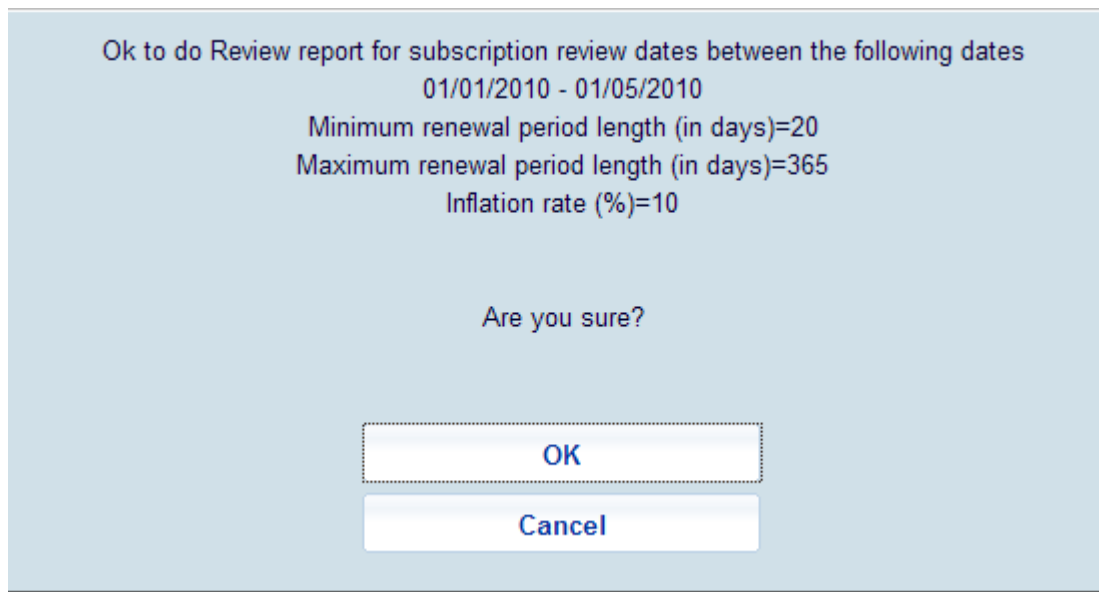 Ok to do Review report for subscription review dates between the following dates
01/01/2010 - 01/05/2010
Minimum renewal period length (in days)=20
Maximum renewal period length (in days)=365
Inflation rate (%)=10
Are you sure?
OK
Cancel